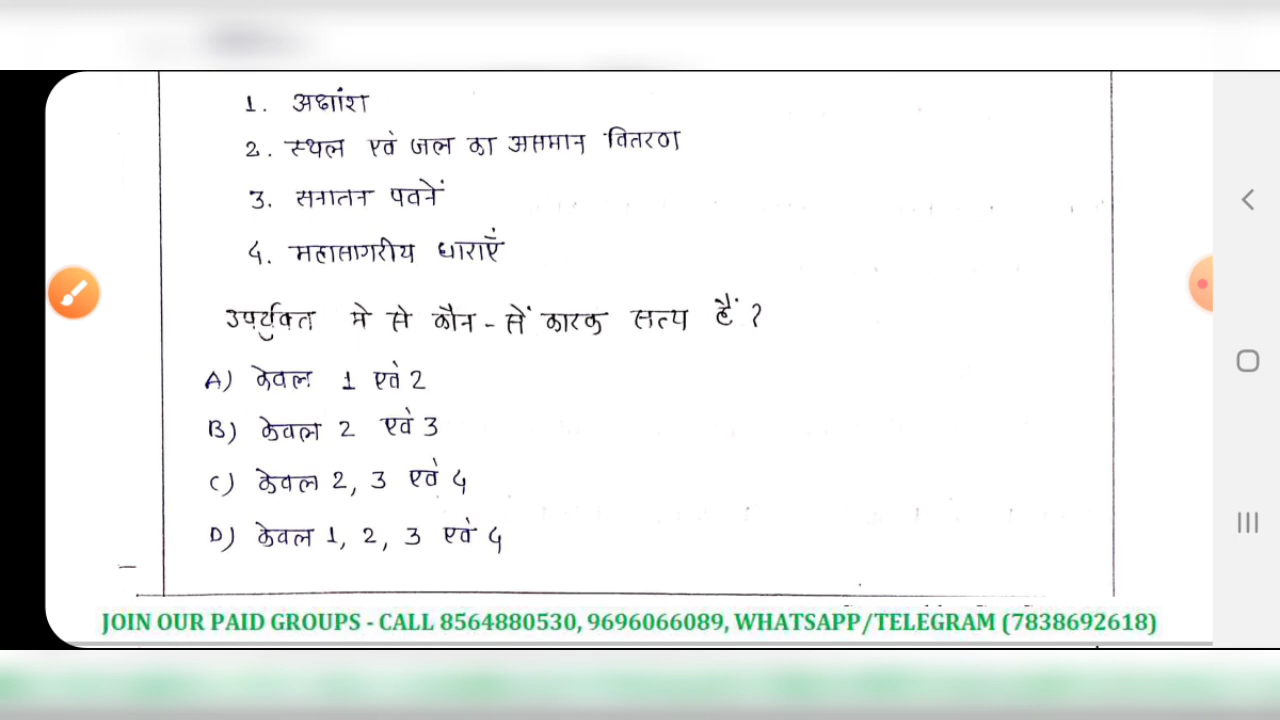 1. अक्षांश
2. स्थल एवं जल का असमान वितरण
3. सनातन पवनें
4. महासागरीय धाराएँ
उपर्युक्त मे से कौन-सें कारक सत्य हैं ?
A) केवल 1 एवं 2
B) केवल 2 एवं 3
C) केवल 2, 3 एवं 4
D) केवल 1, 2, 3 एवं 4
JOIN OUR PAID GROUPS - CALL 8564880530, 9696066089, WHATSAPP/TELEGRAM (7838692618)